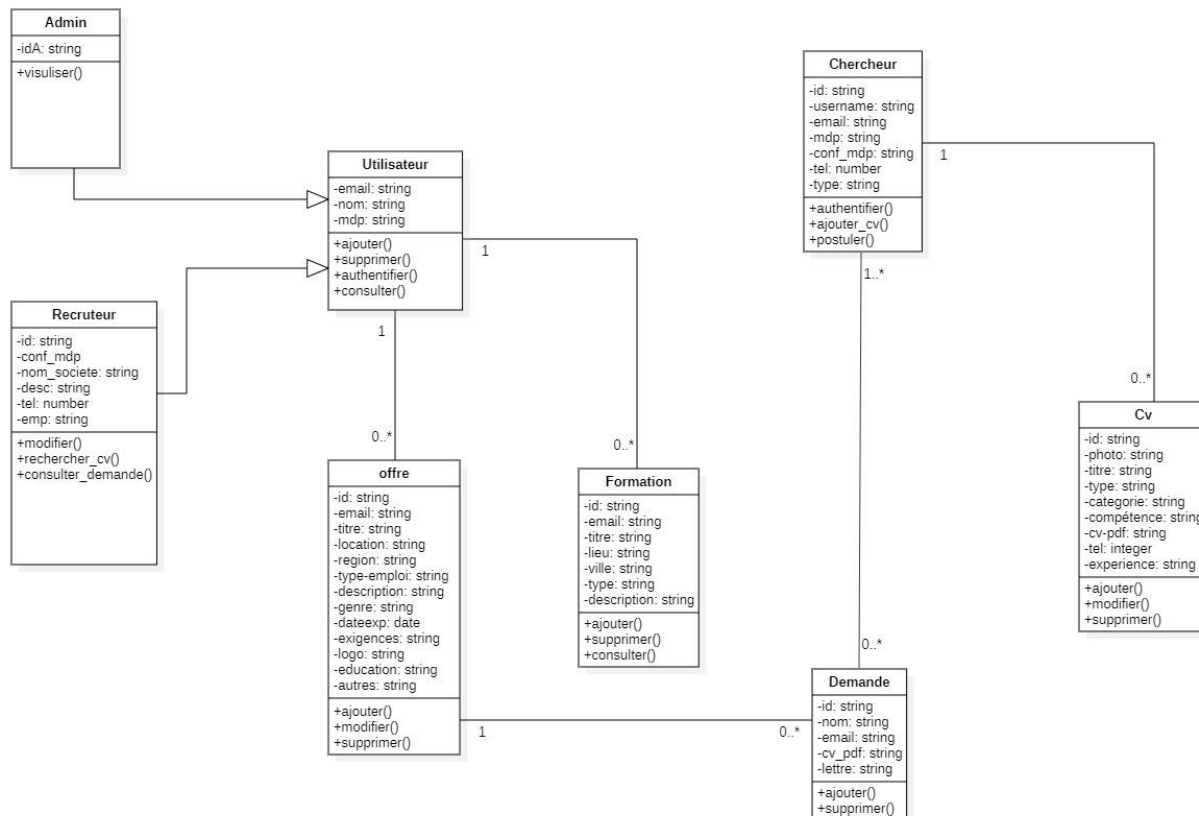 Admin
-idA: string
+visuliser()
Utilisateur
-email: string
-nom: string
-mdp: string
+ajouter()
+supprimer()
+authentifier()
+consulter()
1
1
Recruteur
-id: string
-conf_mdp
-nom_societe: string
-desc: string
-tel: number
-emp: string
+modifier()
+rechercher_cv()
+consulter_demande()
0..*
0..*
offre
-id: string
-email: string
-titre: string
-location: string
-region: string
-type-emploi: string
-description: string
-genre: string
-dateexp: date
-exigences: string
-logo: string
-education: string
-autres: string
+ajouter()
+modifier()
+supprimer()
1
0..*
Formation
-id: string
-email: string
-titre: string
-lieu: string
-ville: string
-type: string
-description: string
+ajouter()
+supprimer()
+consulter()
Chercheur
-id: string
-username: string
-email: string
-mdp: string
-conf_mdp: string
-tel: number
-type: string
+authentifier()
+ajouter_cv()
+postuler()
1
1..*
0..*
0..*
Cv
-id: string
-photo: string
-titre: string
-type: string
-categorie: string
-compétence: string
-cv-pdf: string
-tel: integer
-experience: string
+ajouter()
+modifier()
+supprimer()
Demande
-id: string
-nom: string
-email: string
-cv_pdf: string
-lettre: string
+ajouter()
+supprimer()